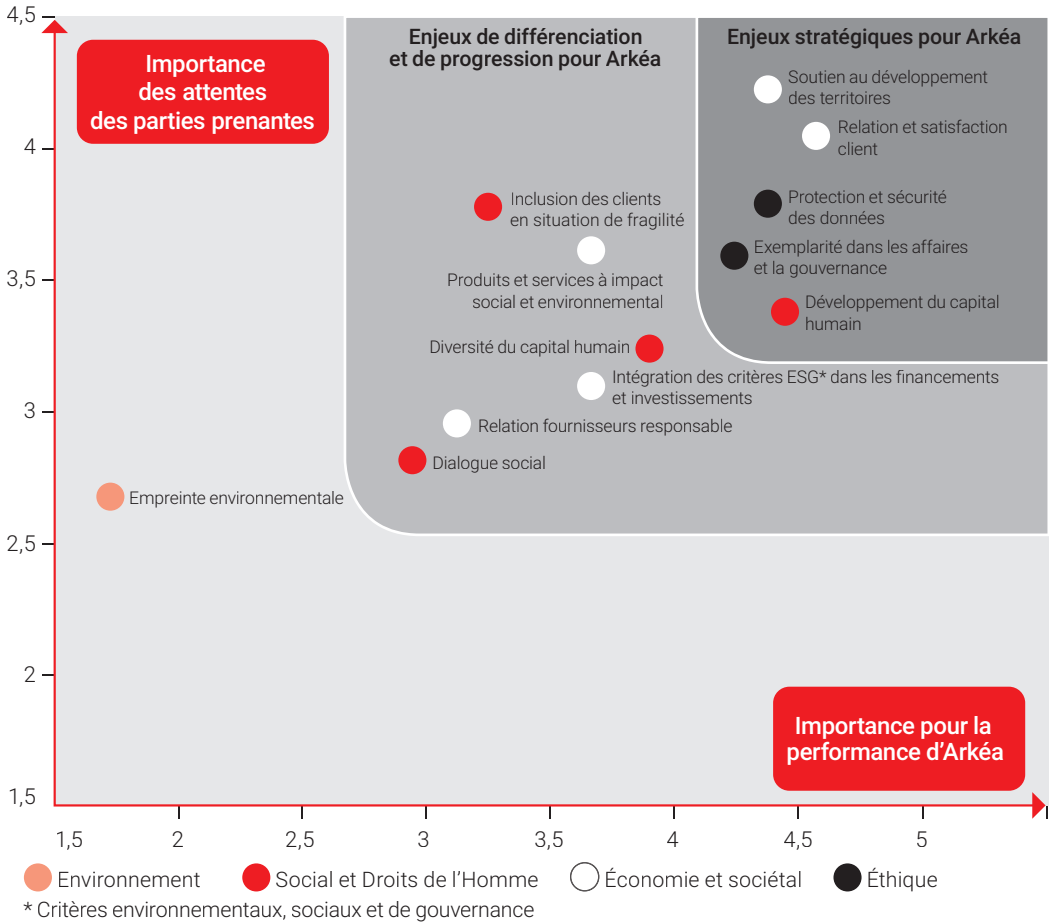 4,5
4
3,5
3
2,5
2
1,5
Importance
des attentes
des parties prenantes
Enjeux de différenciation
et de progression pour Arkéa
Enjeux stratégiques pour Arkéa
Soutien au développement
des territoires
Relation et satisfaction
client
Protection et sécurité
des données
Exemplarité dans les affaires
et la gouvernance
Développement du capital
humain
Inclusion des clients
en situation de fragilité
Produits et services à impact
social et environnemental
Diversité du capital humain
Intégration des critères ESG* dans les financements
et investissements
Relation fournisseurs responsable
Dialogue social
Empreinte environnementale
Importance pour la
performance d’Arkéa
1,5
2
2,5
3
3,5
4
4,5
5
Environnement
Social et Droits de l’Homme
Économie et sociétal
Éthique
* Critères environnementaux, sociaux et de gouvernance